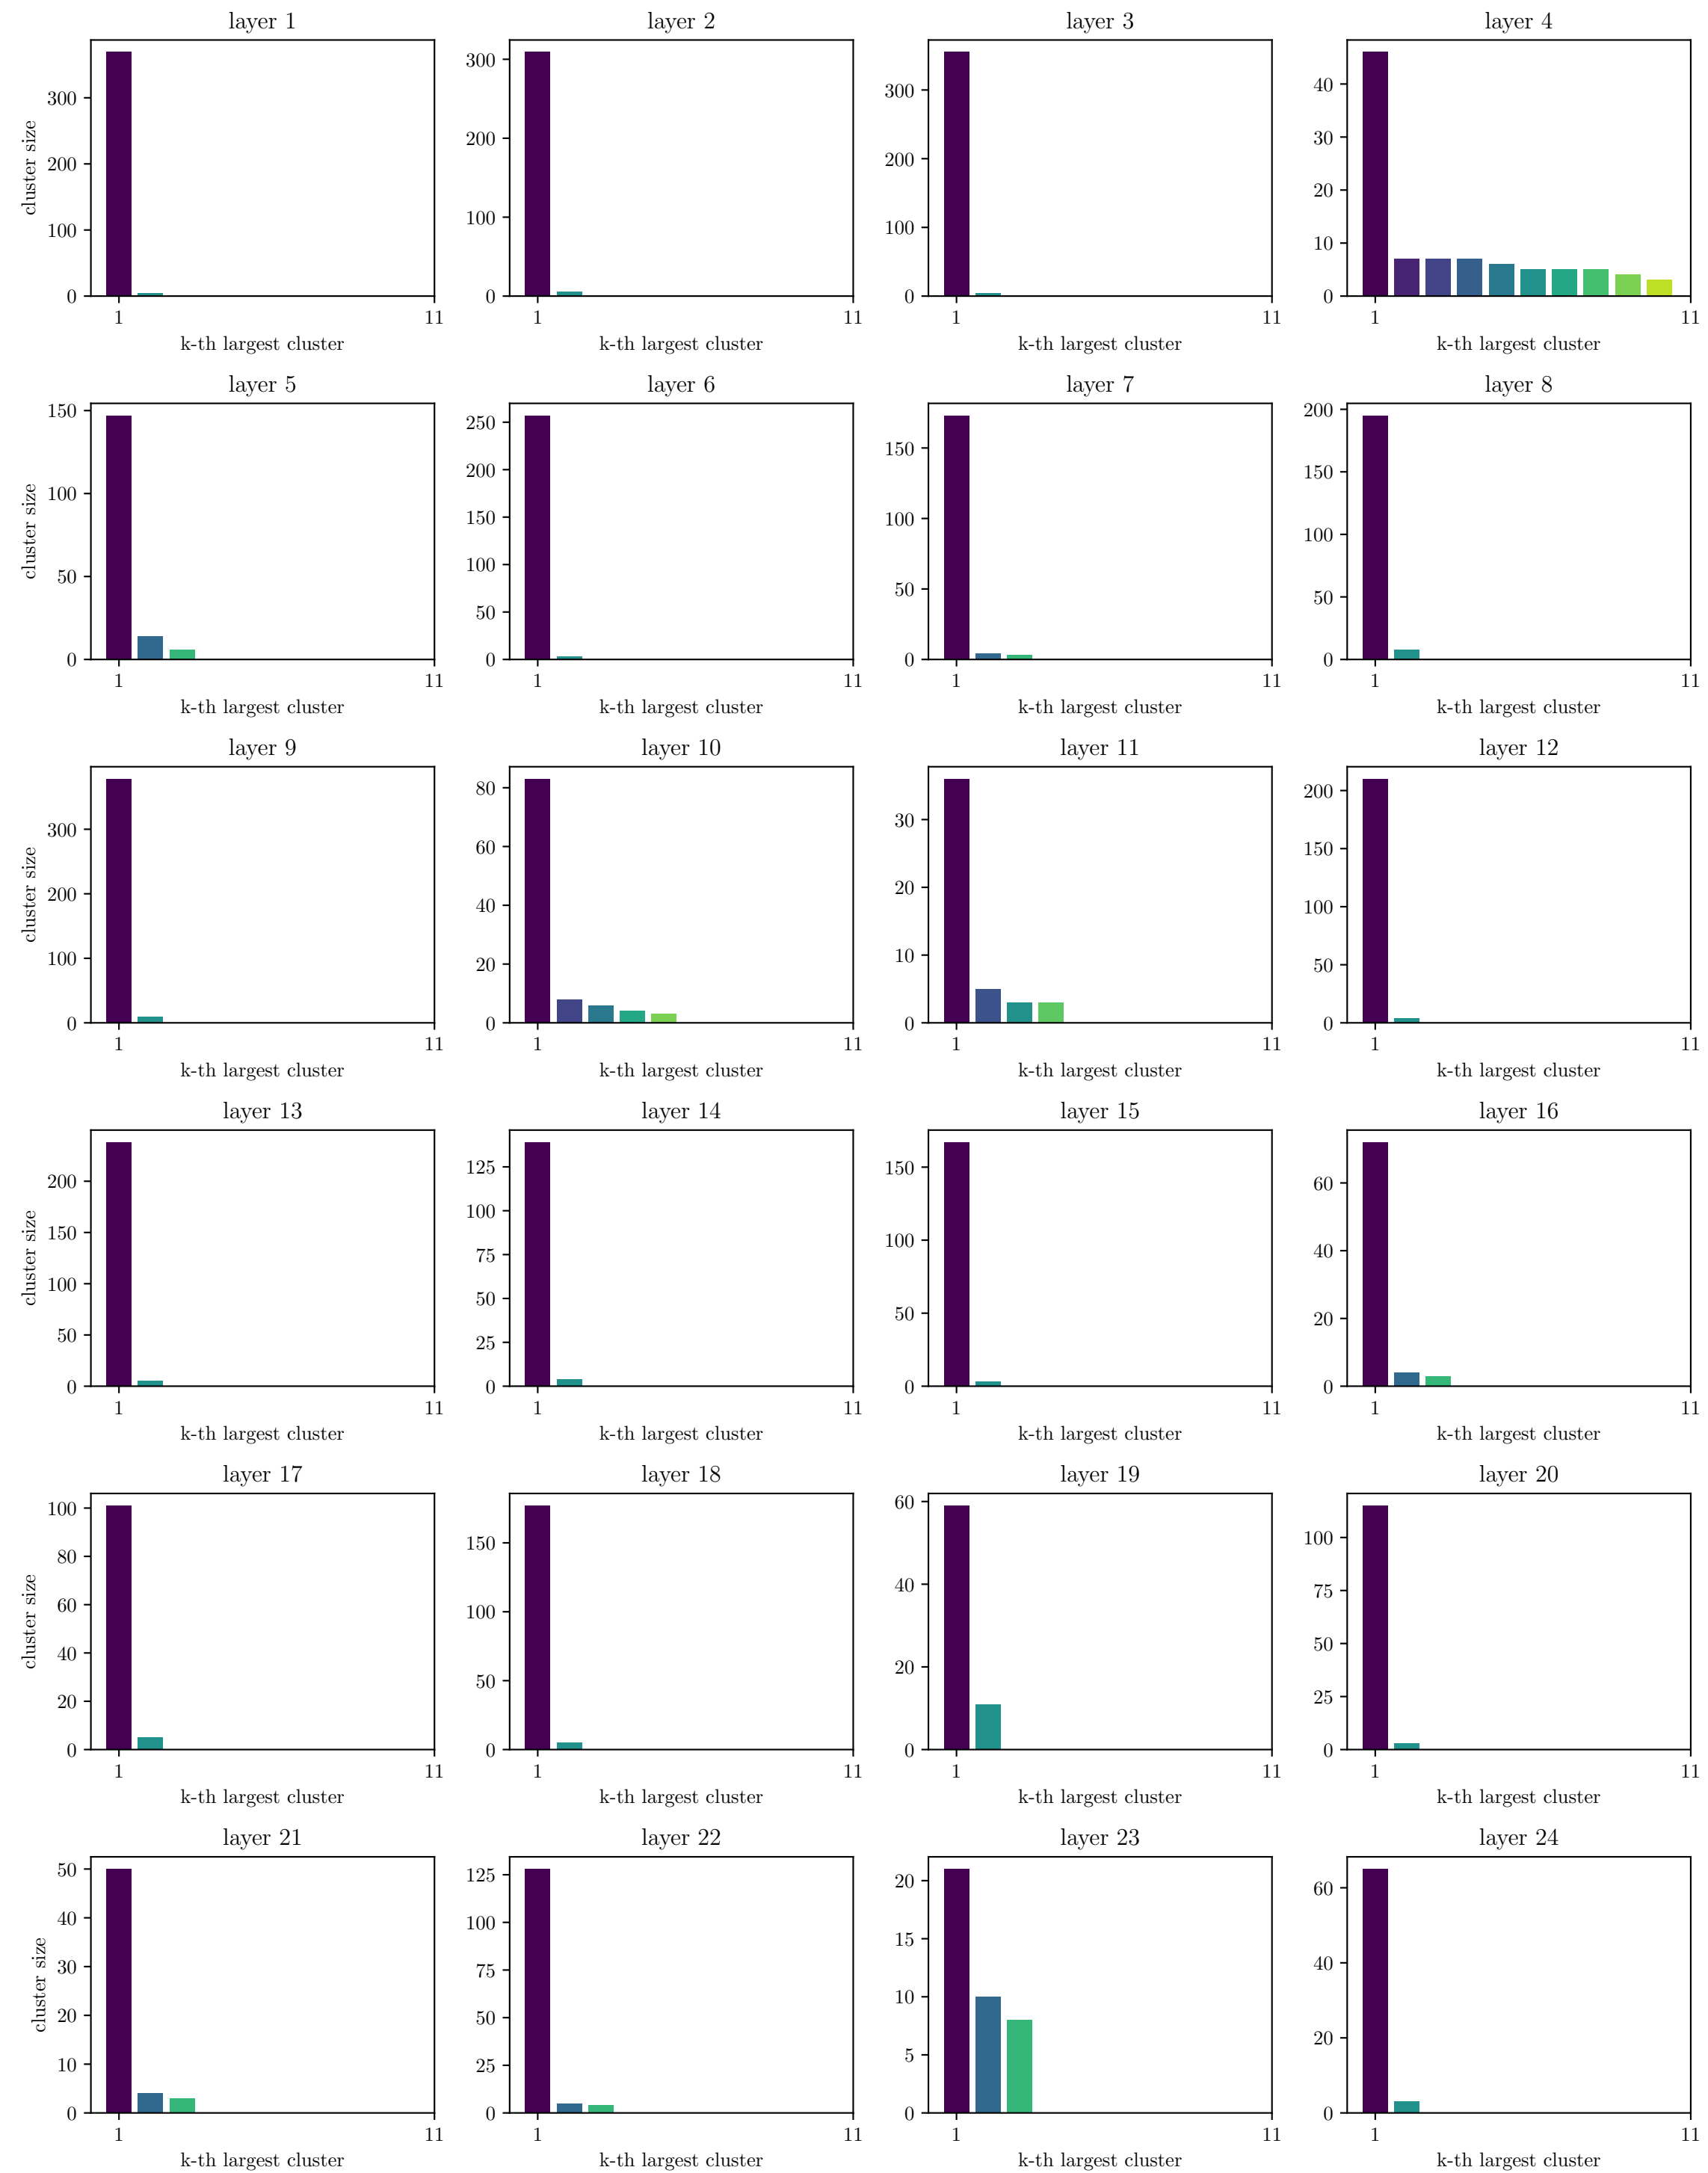 layer 1
layer 2
layer 3
layer 4
cluster size
300
200
100
0
1
11
k-th largest cluster
300
200
100
0
1
11
k-th largest cluster
300
200
100
0
1
11
k-th largest cluster
40
30
20
10
0
1
11
k-th largest cluster
layer 5
layer 6
layer 7
layer 8
cluster size
150
100
50
0
1
11
k-th largest cluster
250
200
150
100
50
0
1
11
k-th largest cluster
150
100
50
0
1
11
k-th largest cluster
200
150
100
50
0
1
11
k-th largest cluster
layer 9
layer 10
layer 11
layer 12
cluster size
300
200
100
0
1
11
k-th largest cluster
80
60
40
20
0
1
11
k-th largest cluster
30
20
10
0
1
11
k-th largest cluster
200
150
100
50
0
1
11
k-th largest cluster
layer 13
layer 14
layer 15
layer 16
cluster size
200
150
100
50
0
1
11
k-th largest cluster
125
100
75
50
25
0
1
11
k-th largest cluster
150
100
50
0
1
11
k-th largest cluster
60
40
20
0
1
11
k-th largest cluster
layer 17
layer 18
layer 19
layer 20
cluster size
100
80
60
40
20
0
1
11
k-th largest cluster
150
100
50
0
1
11
k-th largest cluster
60
40
20
0
1
11
k-th largest cluster
100
75
50
25
0
1
11
k-th largest cluster
layer 21
layer 22
layer 23
layer 24
cluster size
50
40
30
20
10
0
1
11
k-th largest cluster
125
100
75
50
25
0
1
11
k-th largest cluster
20
15
10
5
0
1
11
k-th largest cluster
60
40
20
0
1
11
k-th largest cluster